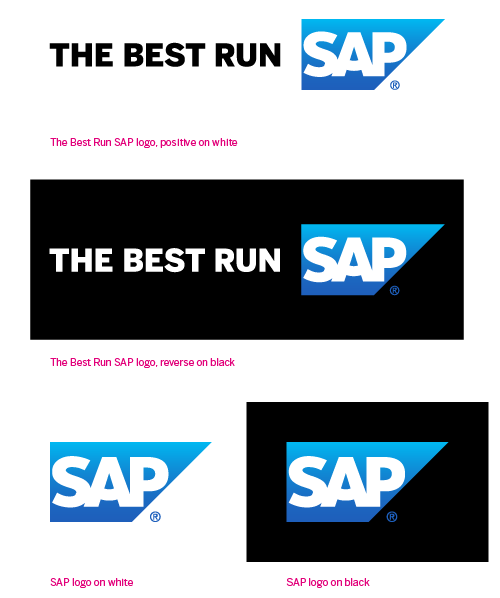 THE BEST RUN SAP®
The Best Run SAP logo, positive on white
THE BEST RUN SAP®
The Best Run SAP logo, reverse on black
SAP® SAP®
SAP logo on white SAP logo on black